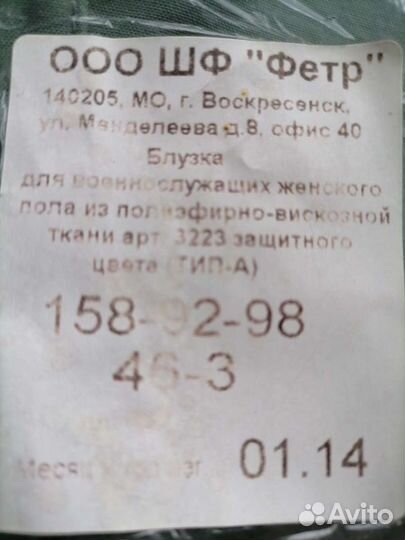 ООО ШФ "Фетр"
140205, МО, г. Воскресенск,
ул. Менделеева д.8, офис 40
Блузка
для военнослужащих женского
пола из полиэфирно-вискозной
ткани арт. 3223 защитного
цвета (ТИП-А)
158-92-98
46-3
01.14
Avito